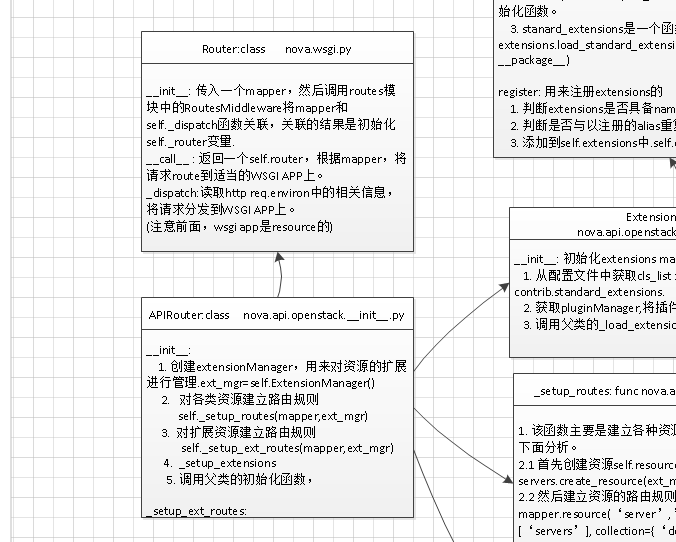 Router:class nova.wsgi.py
__init__: 传入一个mapper，然后调用routes模
块中的RoutesMiddleware将mapper和
self._dispatch函数关联，关联的结果是初始化
self._router变量.
__call__ : 返回一个self.router，根据mapper，将
请求route到适当的WSGI APP上。
_dispatch:读取http req.environ中的相关信息，
将请求分发到WSGI APP上。
(注意前面，wsgi app是resource的)
APIRouter:class nova.api.openstack.__init__.py
__init__:
1. 创建extensionManager，用来对资源的扩展
进行管理.ext_mgr=self.ExtensionManager()
2. 对各类资源建立路由规则
self._setup_routes(mapper,ext_mgr)
3. 对扩展资源建立路由规则
self._setup_ext_routes(mapper,ext_mgr)
4. _setup_extensions
5. 调用父类的初始化函数，
_setup_ext_routes:
始化函数。
3. stanard_extensions是一个函
extensions.load_standard_extensi
__package__)
register: 用来注册extensions的
1. 判断extensions是否具备nam
2. 判断是否与以注册的alias重
3. 添加到self.extensions中.self.e
Extension
nova.api.openstack
__init__: 初始化extensions ma
1. 从配置文件中获取cls_list :
contrib.standard_extensions.
2. 获取pluginManager,将插件
3. 调用父类的_load_extensio
_setup_routes: func nova.a
1. 该函数主要是建立各种资源
下面分析。
2.1 首先创建资源self.resource
servers.create_resource(ext_m
2.2 然后建立资源的路由规则
mapper.resource(‘server’,‘
[‘servers’], collection={‘de